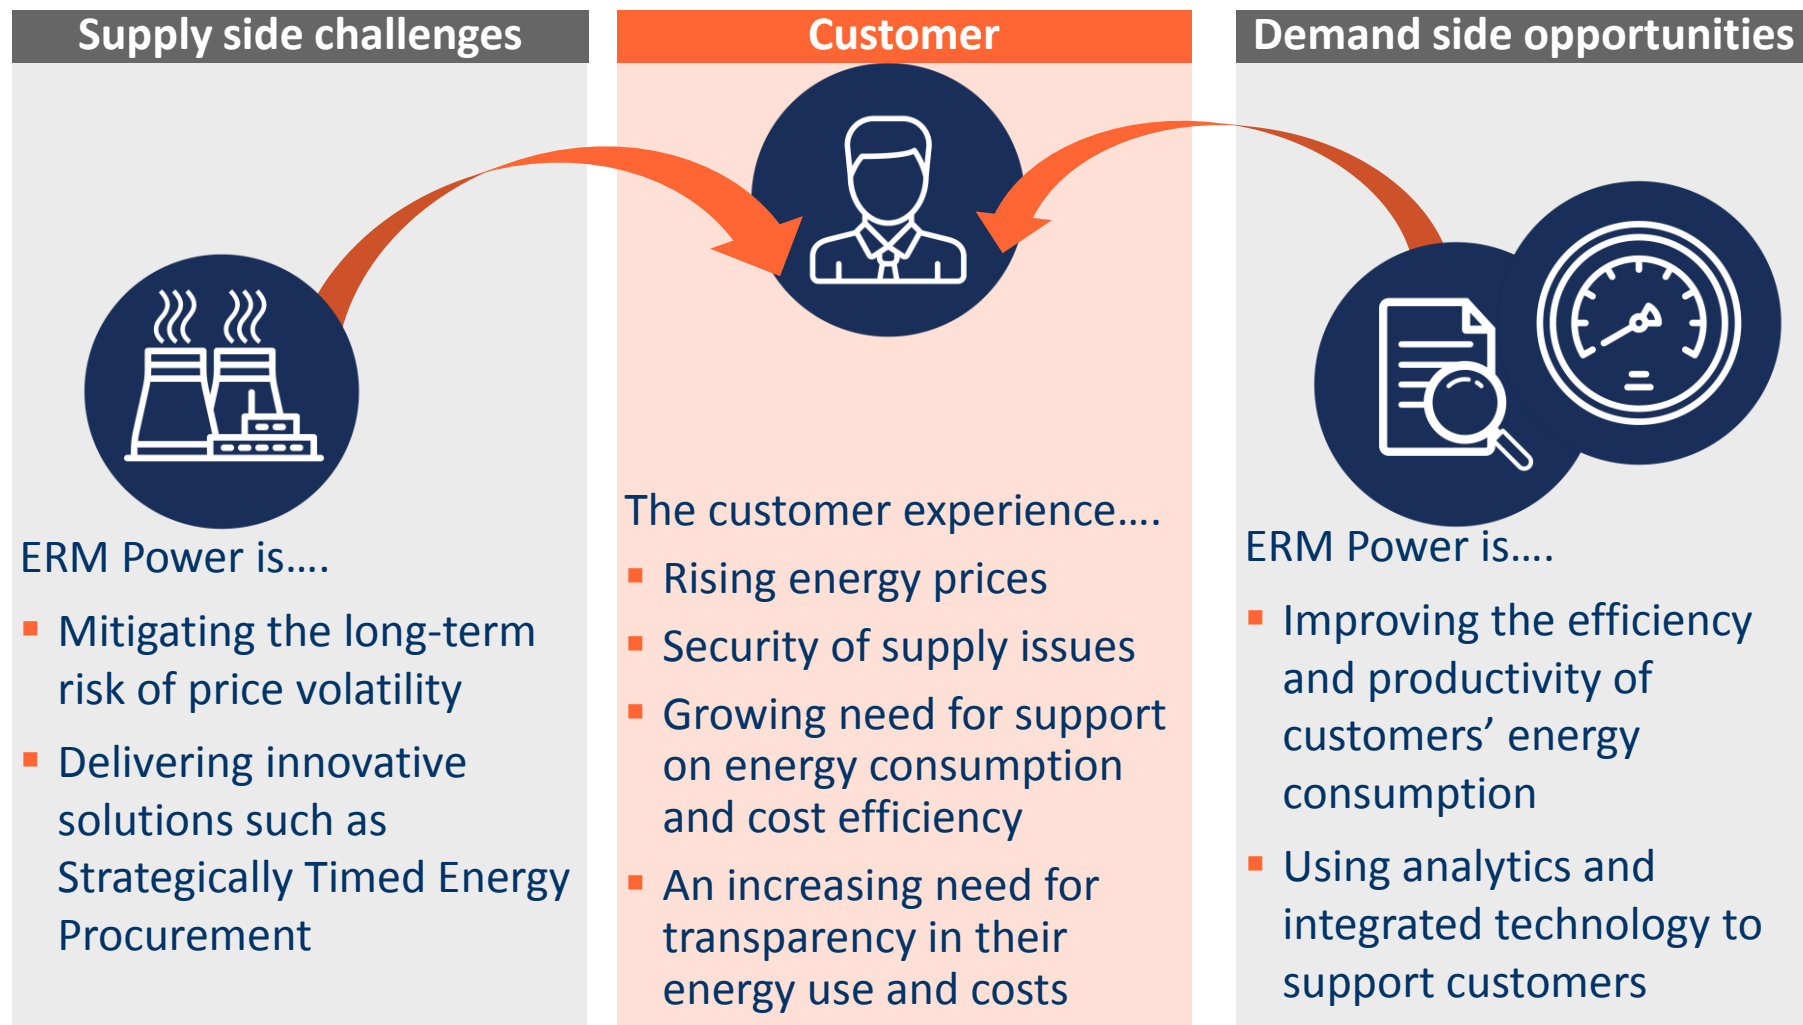 Supply side challenges
ERM Power is....
▪ Mitigating the long-term
risk of price volatility
▪ Delivering innovative
solutions such as
Strategically Timed Energy
Procurement
Customer
The customer experience....
▪ Rising energy prices
▪ Security of supply issues
▪ Growing need for support
on energy consumption
and cost efficiency
▪ An increasing need for
transparency in their
energy use and costs
Demand side opportunities
ERM Power is....
▪ Improving the efficiency
and productivity of
customers’ energy
consumption
▪ Using analytics and
integrated technology to
support customers